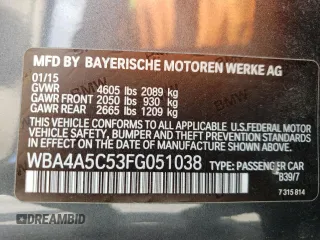 MFD BY BAYERISCHE MOTOREN WERKE AG
01/15
GVWR 4605 lbs 2089 kg
GAWR FRONT 2050 lbs 930 kg
GAWR REAR 2665 lbs 1209 kg
THIS VEHICLE CONFORMS TO ALL APPLICABLE
U.S. FEDERAL MOTOR VEHICLE
SAFETY, BUMPER, AND THEFT PREVENTION
STANDARDS IN EFFECT ON THE DATE OF
MANUFACTURE SHOWN ABOVE.
WBA4A5C53FG051038
TYPE: PASSENGER CAR
B39/7
7 315 814
DREAMBID